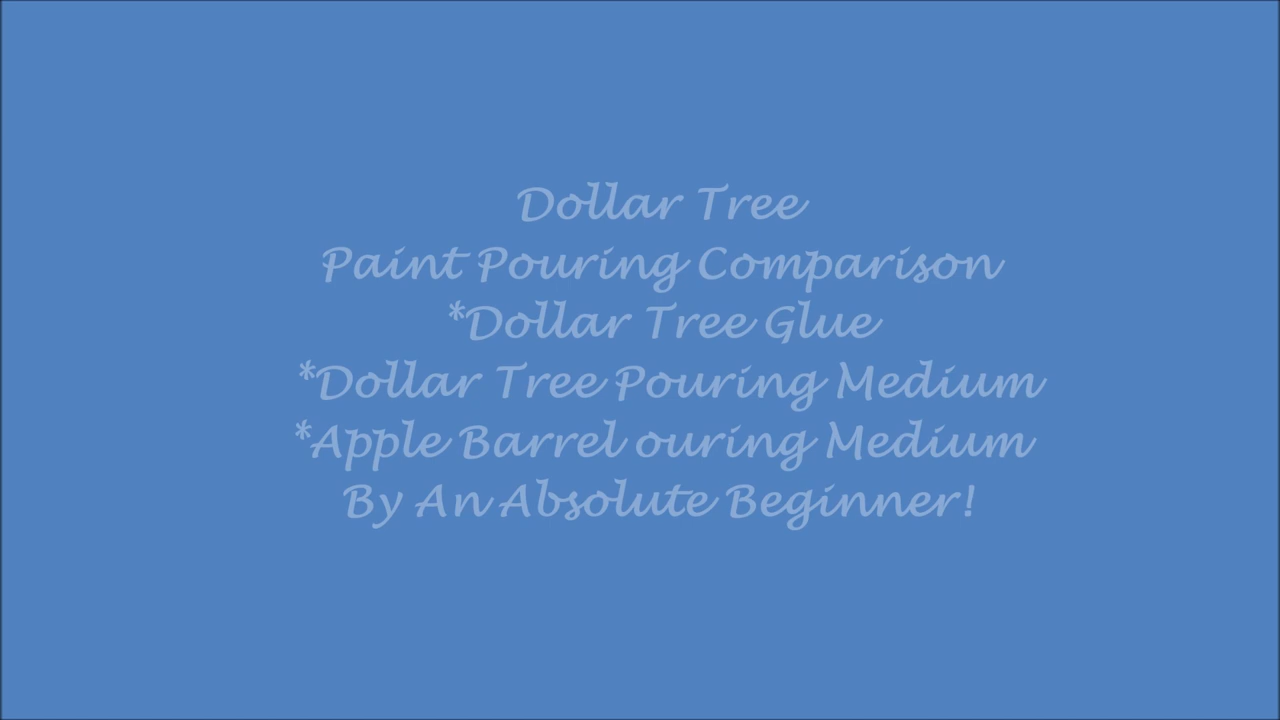 Dollar Tree
Paint Pouring Comparison
*Dollar Tree Glue
*Dollar Tree Pouring Medium
*Apple Barrel ouring Medium
By An Absolute Beginner!